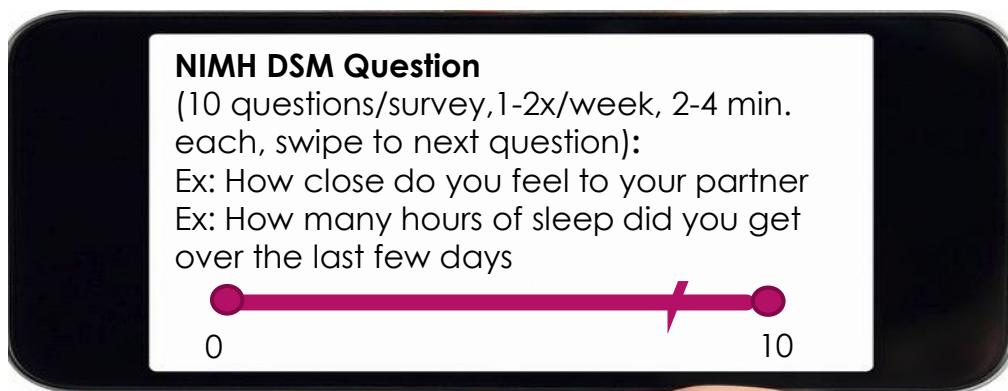 NIMH DSM Question
(10 questions/survey,1-2x/week, 2-4 min.
each, swipe to next question):
Ex: How close do you feel to your partner
Ex: How many hours of sleep did you get
over the last few days
0 10